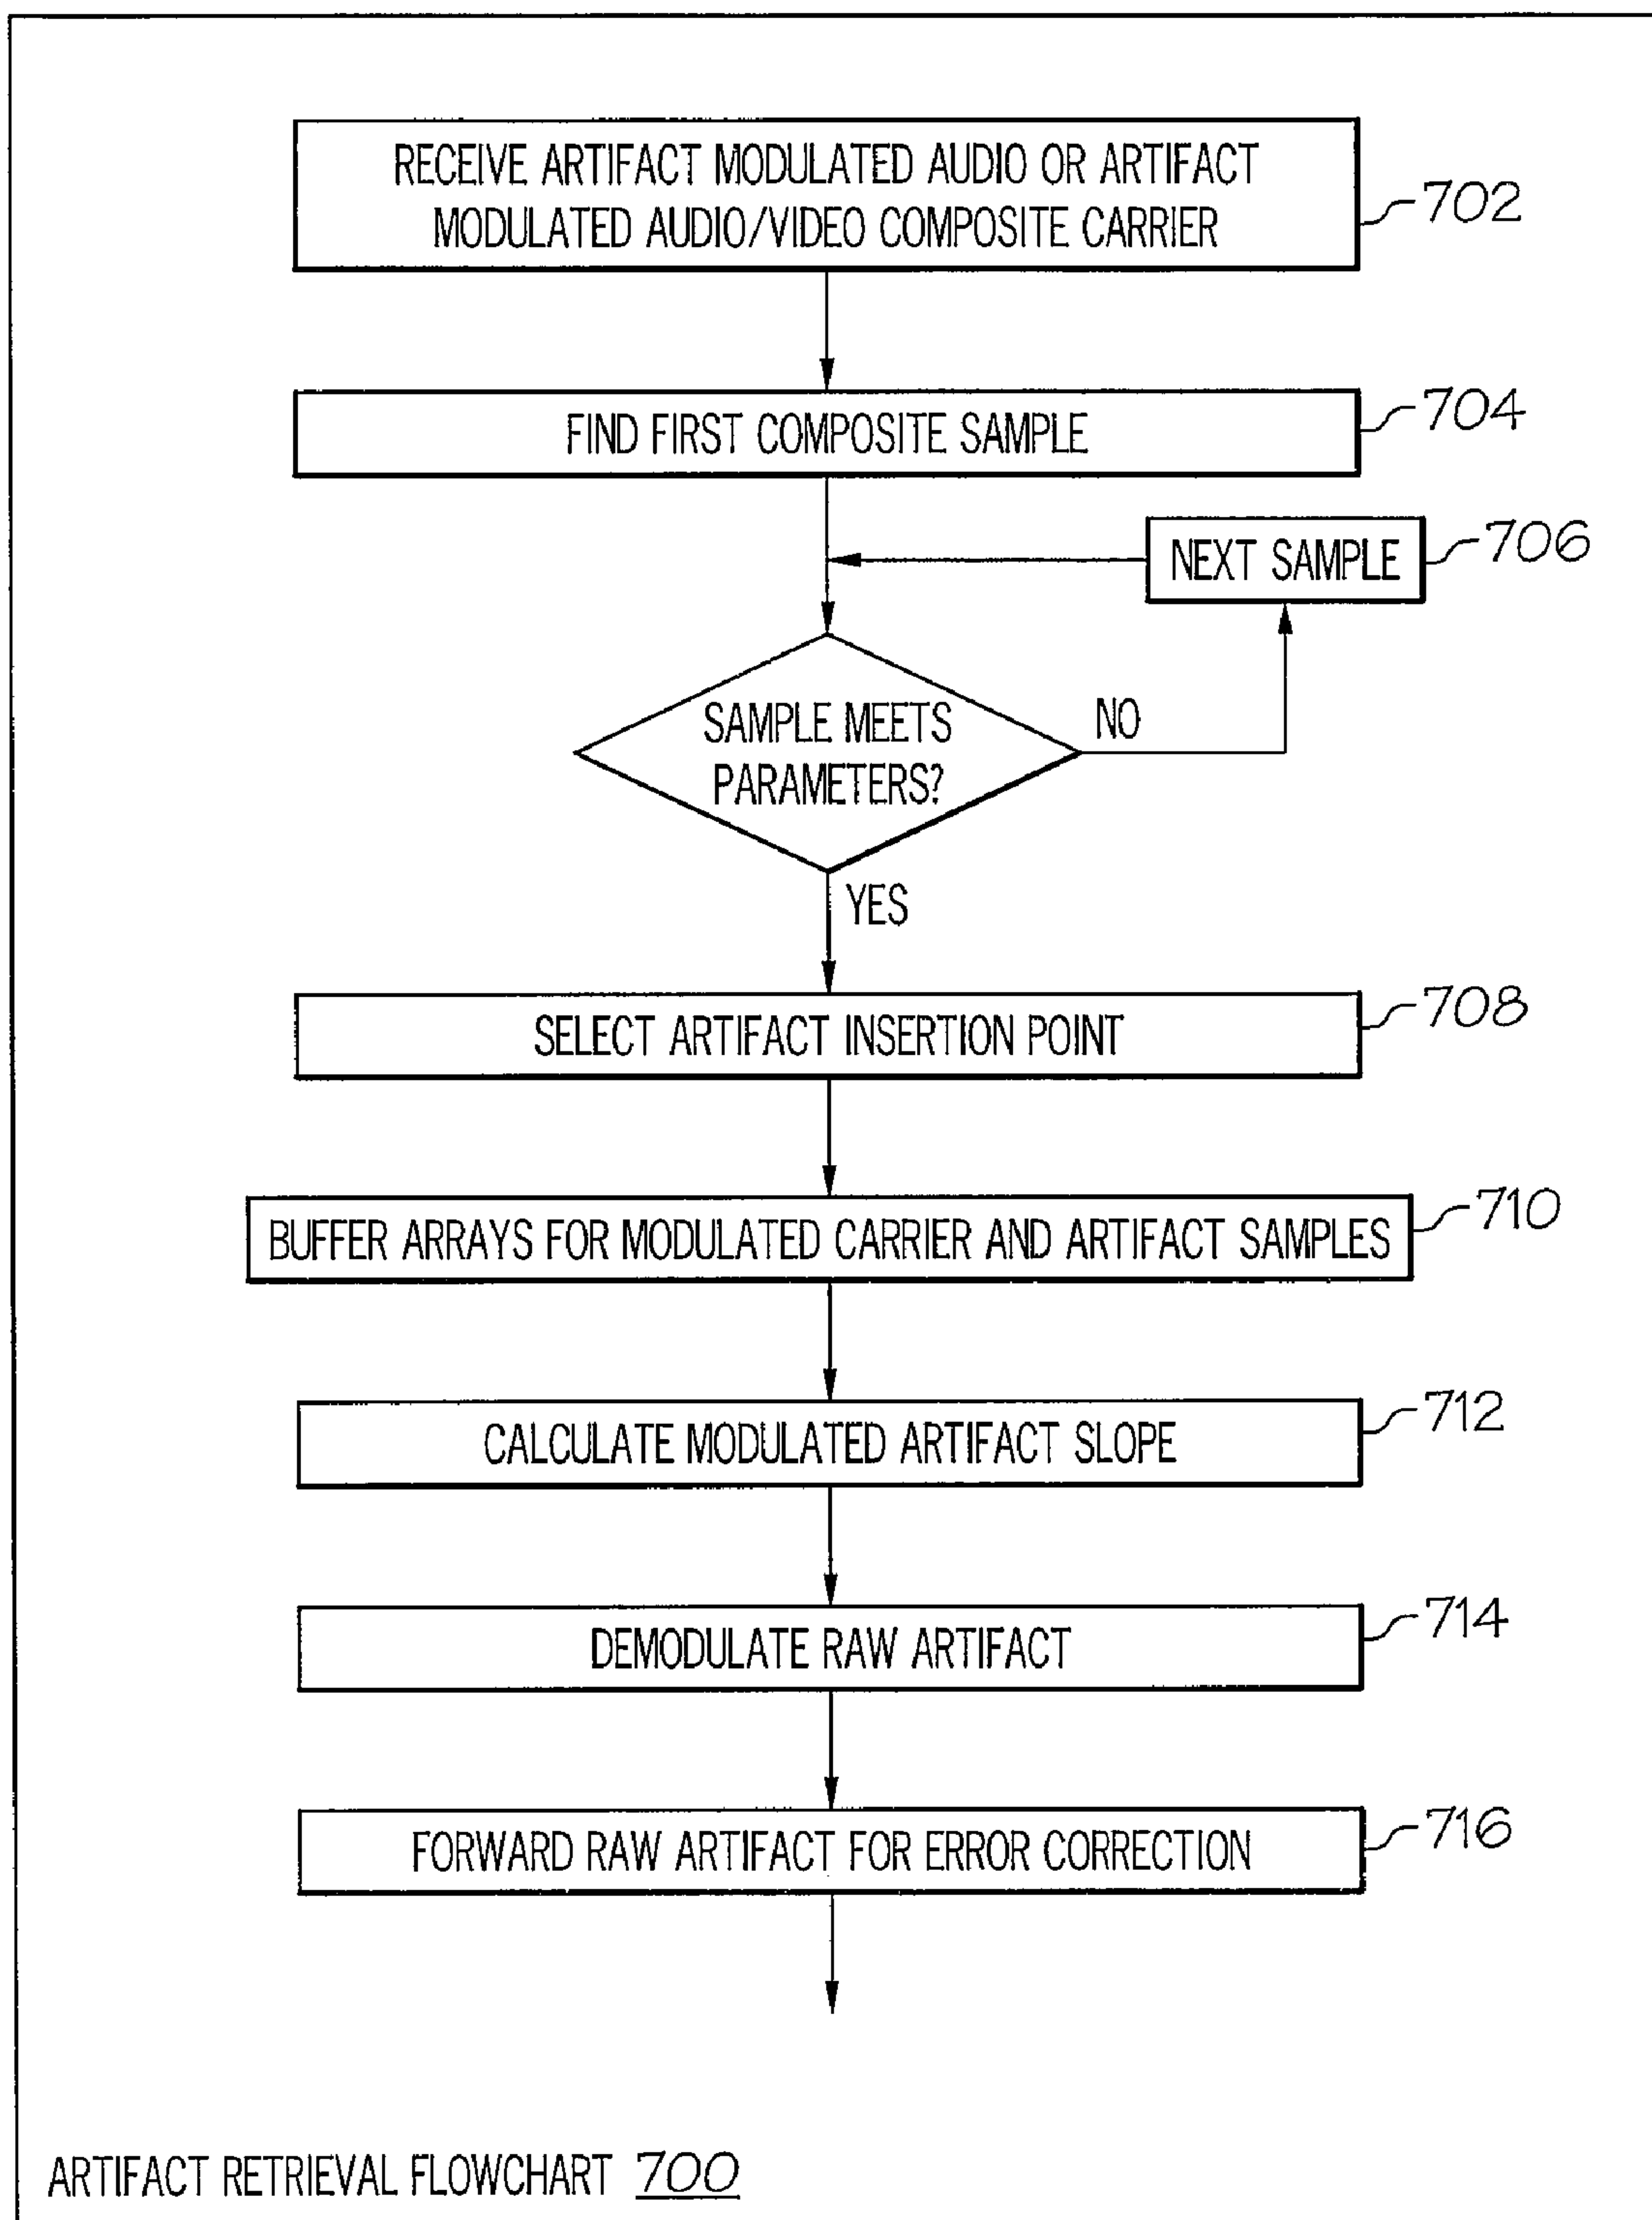 RECEIVE ARTIFACT MODULATED AUDIO OR ARTIFACT
MODULATED AUDIO/VIDEO COMPOSITE CARRIER
702
FIND FIRST COMPOSITE SAMPLE
704
NEXT SAMPLE
706
SAMPLE MEETS
PARAMETERS?
NO
YES
SELECT ARTIFACT INSERTION POINT
708
BUFFER ARRAYS FOR MODULATED CARRIER AND ARTIFACT SAMPLES
710
CALCULATE MODULATED ARTIFACT SLOPE
712
DEMODULATE RAW ARTIFACT
714
FORWARD RAW ARTIFACT FOR ERROR CORRECTION
716
ARTIFACT RETRIEVAL FLOWCHART 700